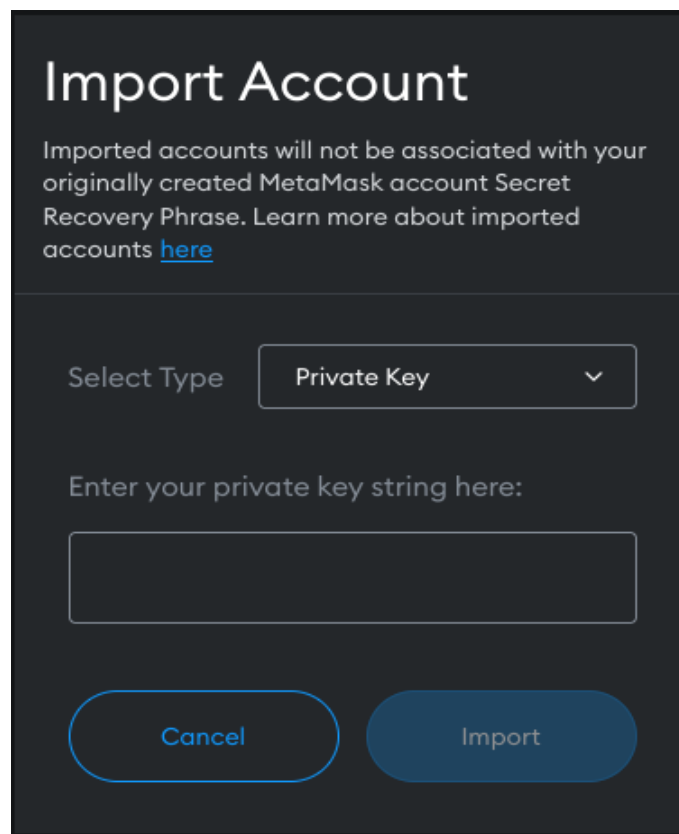 Import Account
Imported accounts will not be associated with your
originally created MetaMask account Secret
Recovery Phrase. Learn more about imported
accounts here
Select Type Private Key
Enter your private key string here:
Cancel Import